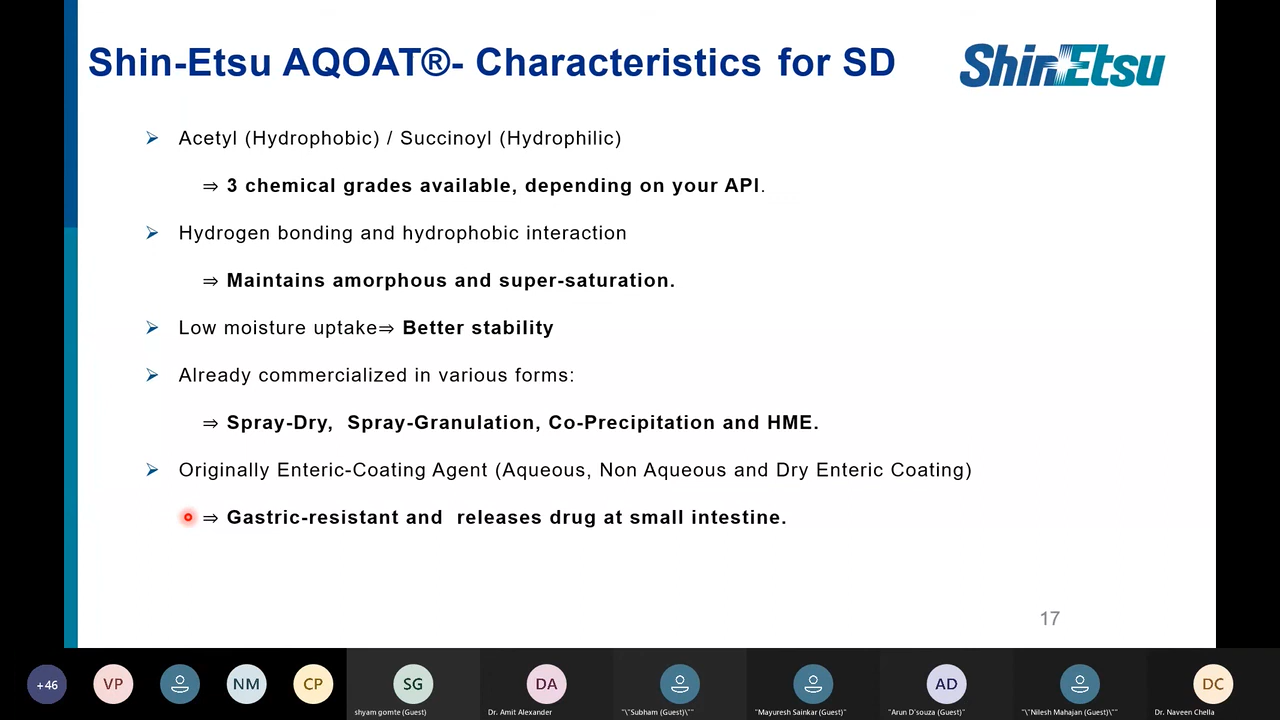 Shin-Etsu AQOAT®- Characteristics for SD
ShinEtsu
➢ Acetyl (Hydrophobic) / Succinoyl (Hydrophilic)
⇒ 3 chemical grades available, depending on your API.
➢ Hydrogen bonding and hydrophobic interaction
⇒ Maintains amorphous and super-saturation.
➢ Low moisture uptake⇒ Better stability
➢ Already commercialized in various forms:
⇒ Spray-Dry, Spray-Granulation, Co-Precipitation and HME.
➢ Originally Enteric-Coating Agent (Aqueous, Non Aqueous and Dry Enteric Coating)
⇒ Gastric-resistant and releases drug at small intestine.
17
+46 VP NM CP SG DA AD DC
shyam gomte (Guest) Dr. Amit Alexander "\"Subham (Guest)\"" "Mayuresh Sainkar (Guest)" "Arun D'souza (Guest)" "\"Nilesh Mahajan (Guest)\"" Dr. Naveen Chella